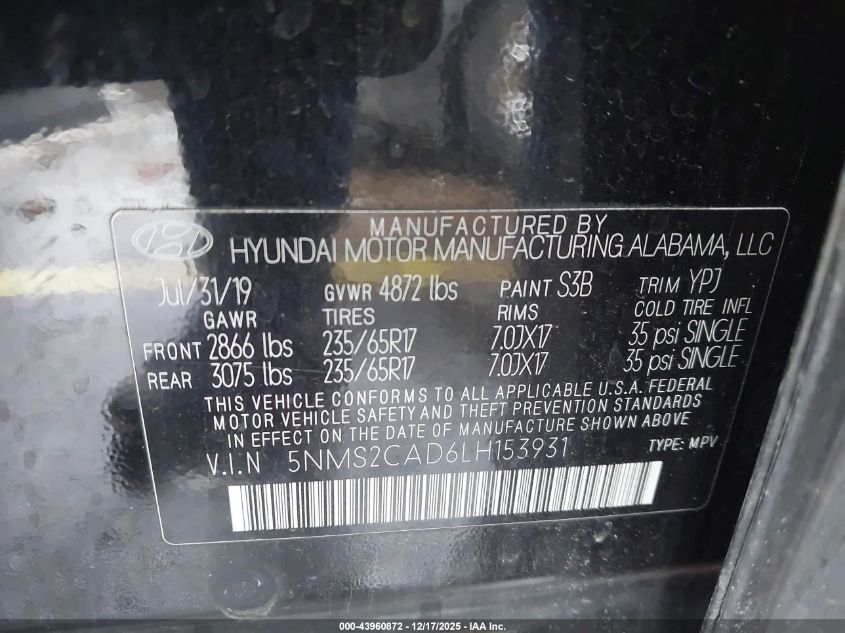 MANUFACTURED BY
HYUNDAI MOTOR MANUFACTURING ALABAMA, LLC
Jul/31/19 GVWR 4872 lbs PAINT S3B TRIM YPJ
GAWR TIRES RIMS COLD TIRE INFL
FRONT 2866 lbs 235/65R17 7.0JX17 35 psi SINGLE
REAR 3075 lbs 235/65R17 7.0JX17 35 psi SINGLE
THIS VEHICLE CONFORMS TO ALL APPLICABLE U.S.A. FEDERAL
MOTOR VEHICLE SAFETY AND THEFT PREVENTION STANDARDS
IN EFFECT ON THE DATE OF MANUFACTURE SHOWN ABOVE
V.I.N 5NMS2CAD6LH153931 TYPE: MPV
000-43960872 - 12/17/2025 - IAA Inc.